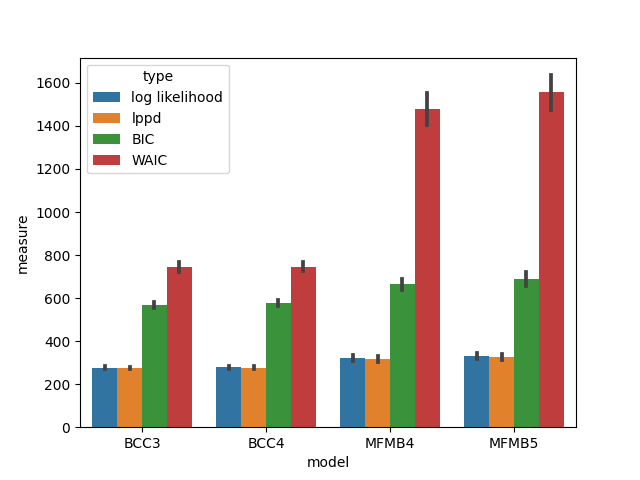 1600
1400
1200
1000
800
600
400
200
0
measure
type
log likelihood
lppd
BIC
WAIC
BCC3 BCC4 MFMB4 MFMB5
model